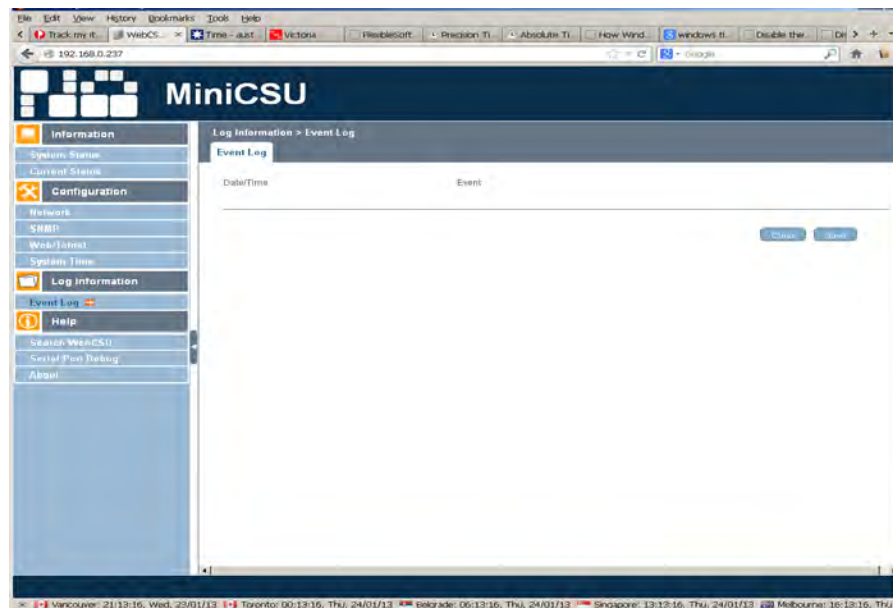 File Edit View History Bookmarks Tools Help
Track my it... WebCS... Time - aust... Victoria FlexibleSoft... Precision Ti... Absolute Ti... How Wind... windows ti... Disable the...
192.168.0.237 Google
MiniCSU
Information
System Status
Current Status
Configuration
Network
SNMP
Web/Telnet
System Time
Log Information
Event Log
Help
Search WebCSU
Serial Port Debug
About
Log Information > Event Log
Event Log
Date/Time Event
Clear Save
Vancouver: 21:13:16, Wed, 23/01/13 Toronto: 00:13:16, Thu, 24/01/13 Belgrade: 06:13:16, Thu, 24/01/13 Singapore: 13:13:16, Thu, 24/01/13 Melbourne: 16:13:16, Thu